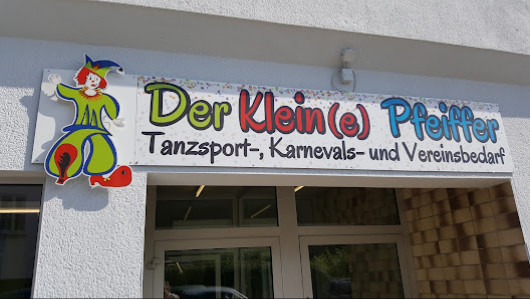 Der Klein(e) Pfeiffer
Tanzsport-, Karnevals- und Vereinsbedarf